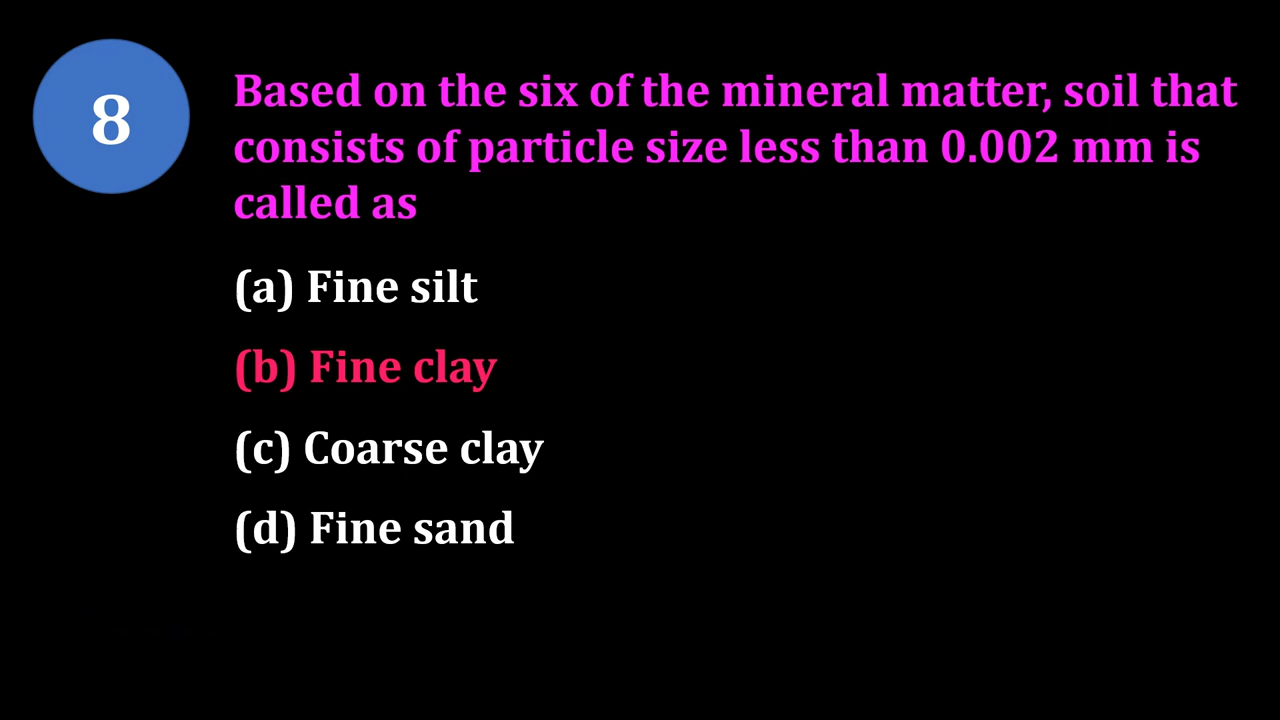 8
Based on the six of the mineral matter, soil that
consists of particle size less than 0.002 mm is
called as
(a) Fine silt
(b) Fine clay
(c) Coarse clay
(d) Fine sand